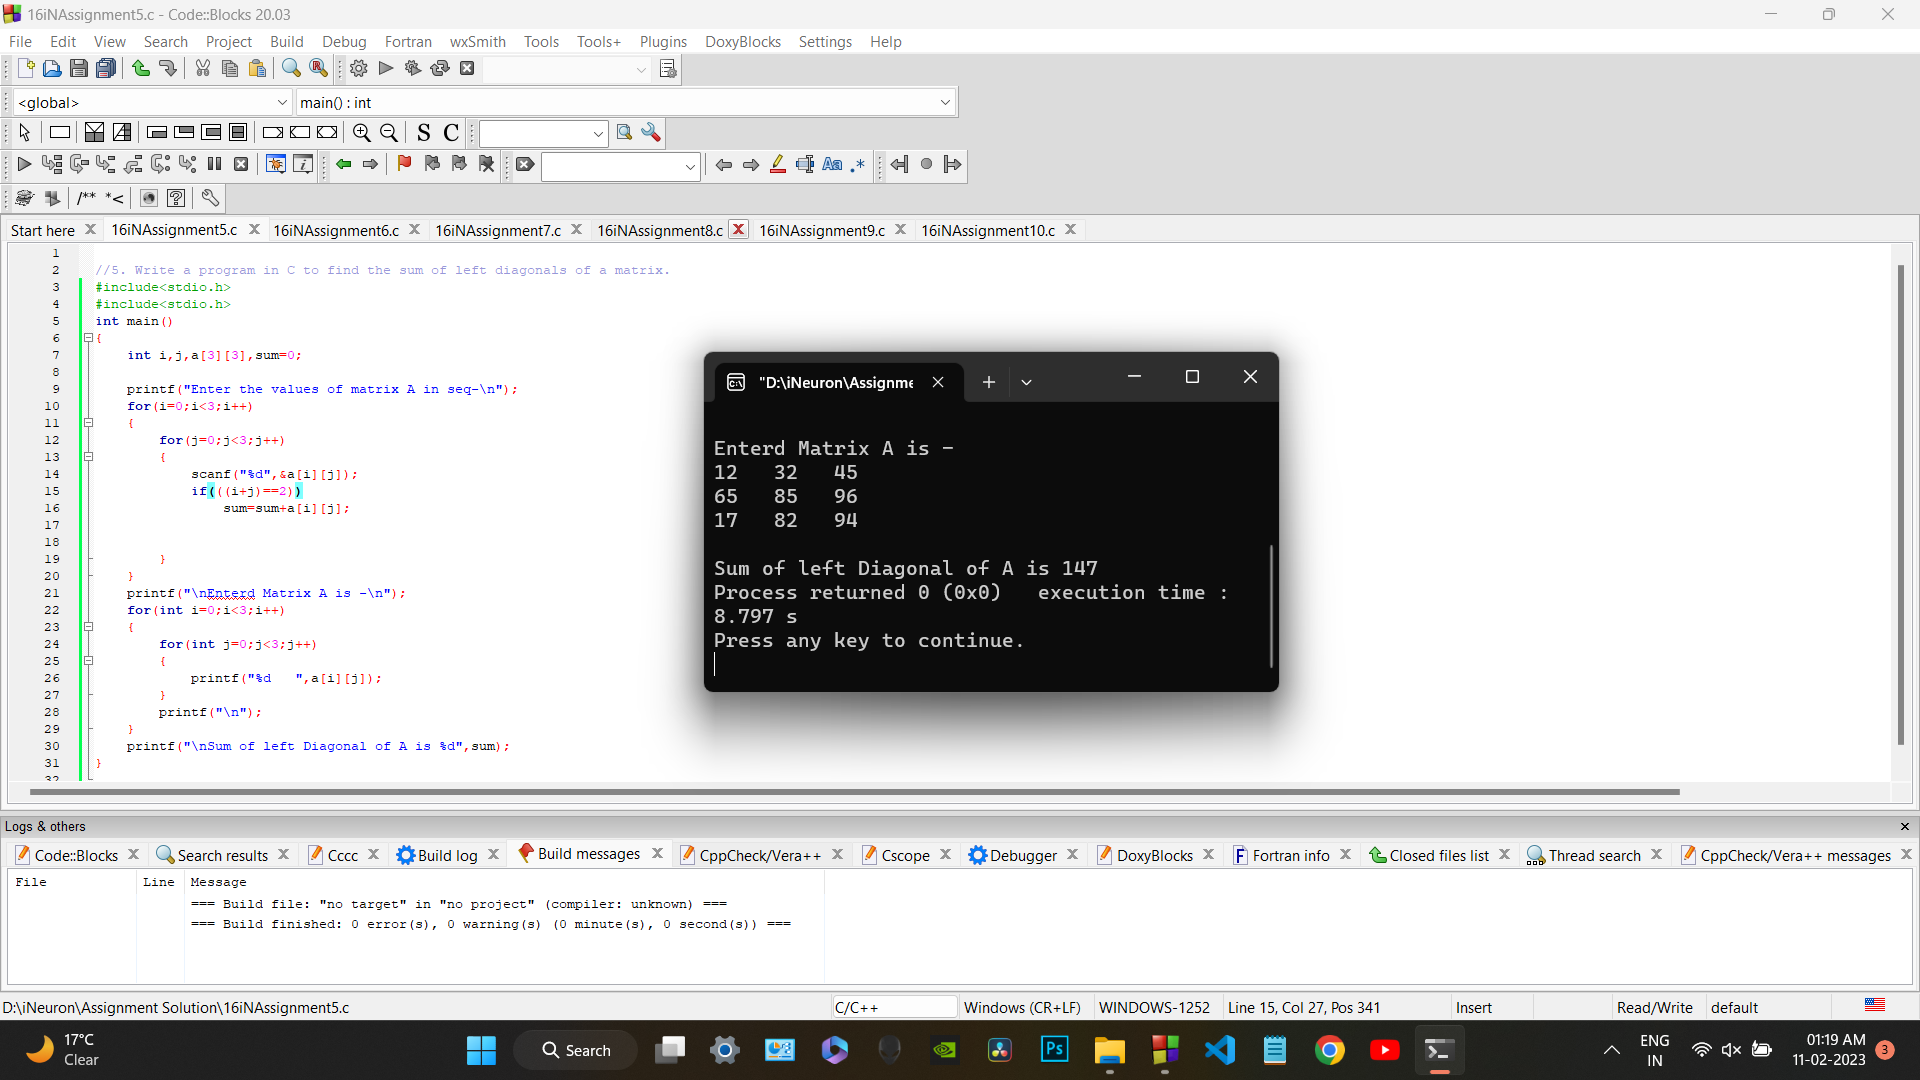 16iNAssignment5.c - Code::Blocks 20.03
File Edit View Search Project Build Debug Fortran wxSmith Tools Tools+ Plugins DoxyBlocks Settings Help
<global> main() : int
S C
Aa .*
/** *<
Start here 16iNAssignment5.c 16iNAssignment6.c 16iNAssignment7.c 16iNAssignment8.c 16iNAssignment9.c 16iNAssignment10.c
1
2 //5. Write a program in C to find the sum of left diagonals of a matrix.
3 #include<stdio.h>
4 #include<stdio.h>
5 int main()
6 {
7 int i,j,a[3][3],sum=0;
8
9 printf("Enter the values of matrix A in seq-\n");
10 for(i=0;i<3;i++)
11 {
12 for(j=0;j<3;j++)
13 {
14 scanf("%d",&a[i][j]);
15 if(((i+j)==2))
16 sum=sum+a[i][j];
17
18
19 }
20 }
21 printf("\nEnterd Matrix A is -\n");
22 for(int i=0;i<3;i++)
23 {
24 for(int j=0;j<3;j++)
25 {
26 printf("%d   ",a[i][j]);
27 }
28 printf("\n");
29 }
30 printf("\nSum of left Diagonal of A is %d",sum);
31 }
32
"D:\iNeuron\Assignme
Enterd Matrix A is -
12 32 45
65 85 96
17 82 94
Sum of left Diagonal of A is 147
Process returned 0 (0x0)   execution time :
8.797 s
Press any key to continue.
Logs & others
Code::Blocks Search results Cccc Build log Build messages CppCheck/Vera++ Cscope Debugger DoxyBlocks Fortran info Closed files list Thread search CppCheck/Vera++ messages
File Line Message
=== Build file: "no target" in "no project" (compiler: unknown) ===
=== Build finished: 0 error(s), 0 warning(s) (0 minute(s), 0 second(s)) ===
D:\iNeuron\Assignment Solution\16iNAssignment5.c C/C++ Windows (CR+LF) WINDOWS-1252 Line 15, Col 27, Pos 341 Insert Read/Write default
17°C
Clear
Search
Ps
ENG
IN
01:19 AM
11-02-2023
3